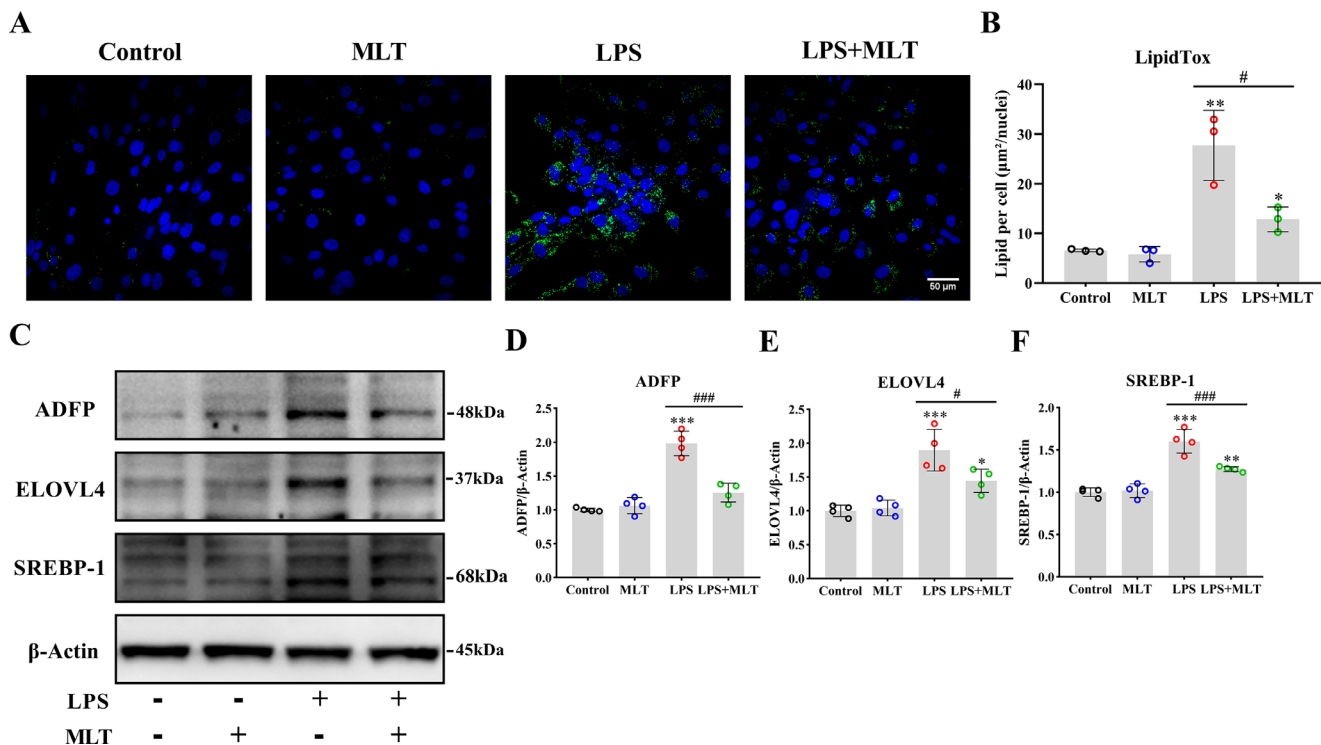 A
Control
MLT
LPS
LPS+MLT
50 µm
B
LipidTox
#
**
*
Lipid per cell (µm²/nuclei)
40
30
20
10
0
Control
MLT
LPS
LPS+MLT
C
ADFP
-48kDa
ELOVL4
-37kDa
SREBP-1
-68kDa
β-Actin
-45kDa
LPS - - + +
MLT - + - +
D
ADFP
###
***
ADFP/β-Actin
2.5
2.0
1.5
1.0
0.5
0.0
Control
MLT
LPS
LPS+MLT
E
ELOVL4
#
***
*
ELOVL4/β-Actin
2.5
2.0
1.5
1.0
0.5
0.0
Control
MLT
LPS
LPS+MLT
F
SREBP-1
###
***
**
SREBP-1/β-Actin
2.0
1.5
1.0
0.5
0.0
Control
MLT
LPS
LPS+MLT